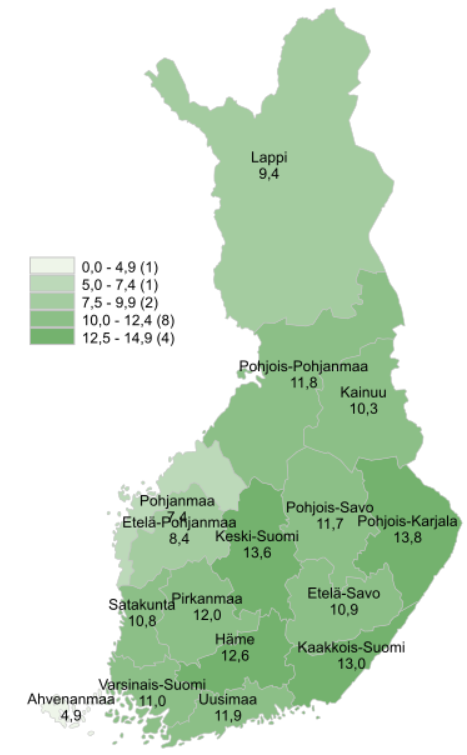 Lappi
9,4
0,0 - 4,9 (1)
5,0 - 7,4 (1)
7,5 - 9,9 (2)
10,0 - 12,4 (8)
12,5 - 14,9 (4)
Pohjois-Pohjanmaa
11,8
Kainuu
10,3
Pohjanmaa
7,4
Etelä-Pohjanmaa
8,4
Keski-Suomi
13,6
Pohjois-Savo
11,7
Pohjois-Karjala
13,8
Satakunta
10,8
Pirkanmaa
12,0
Etelä-Savo
10,9
Häme
12,6
Kaakkois-Suomi
13,0
Varsinais-Suomi
11,0
Uusimaa
11,9
Ahvenanmaa
4,9